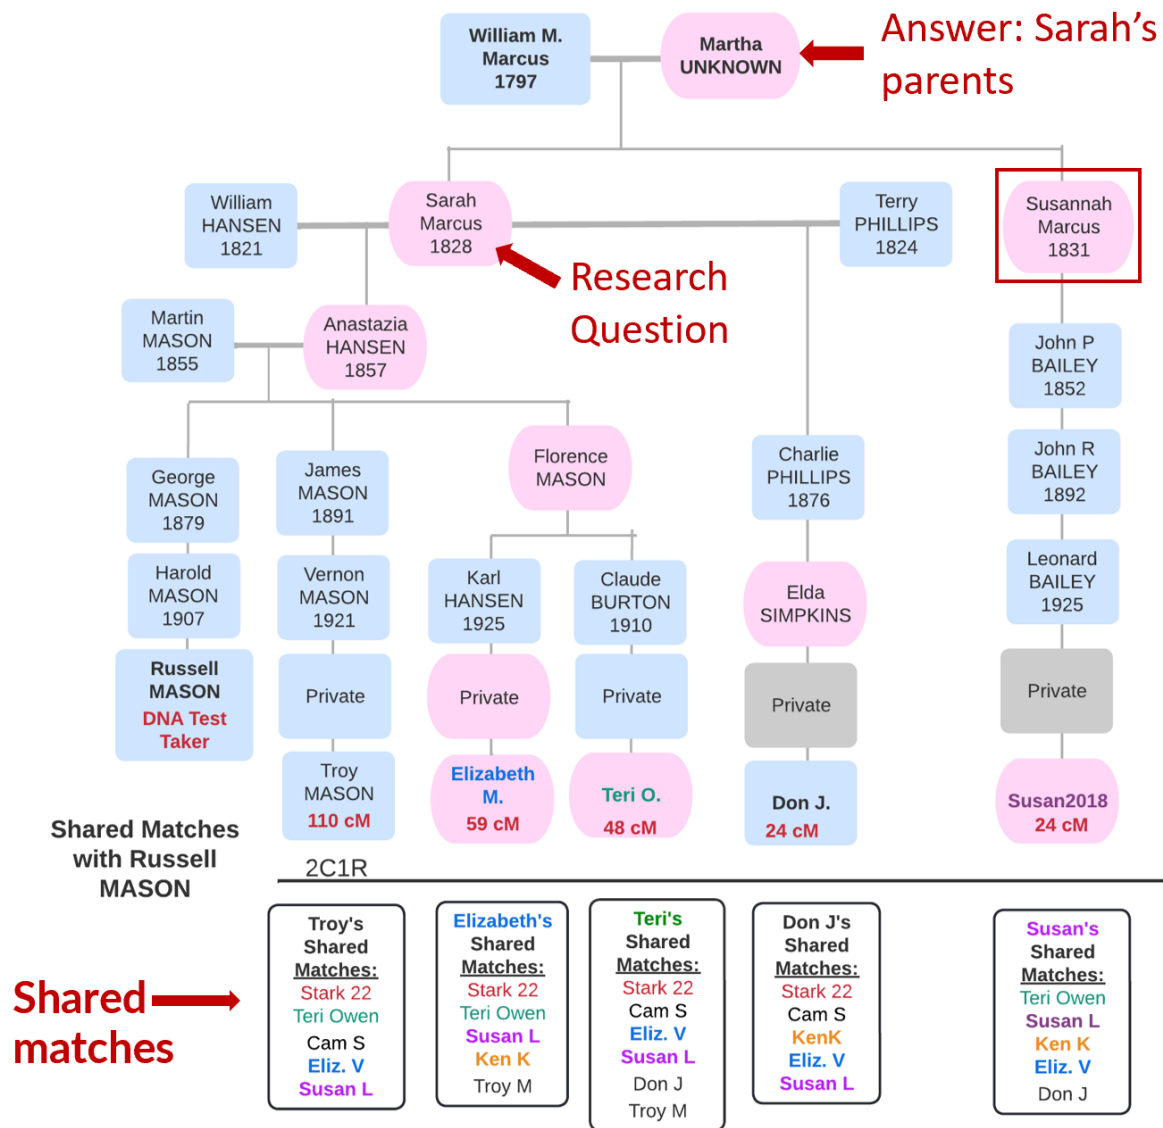 William M.
Marcus
1797
Martha
UNKNOWN
Answer: Sarah's
parents
William
HANSEN
1821
Sarah
Marcus
1828
Terry
PHILLIPS
1824
Susannah
Marcus
1831
Research
Question
Martin
MASON
1855
Anastazia
HANSEN
1857
John P
BAILEY
1852
George
MASON
1879
James
MASON
1891
Florence
MASON
Charlie
PHILLIPS
1876
John R
BAILEY
1892
Harold
MASON
1907
Vernon
MASON
1921
Karl
HANSEN
1925
Claude
BURTON
1910
Elda
SIMPKINS
Leonard
BAILEY
1925
Russell
MASON
DNA Test
Taker
Private
Private
Private
Private
Private
Troy
MASON
110 cM
Elizabeth
M.
59 cM
Teri O.
48 cM
Don J.
24 cM
Susan2018
24 cM
Shared Matches
with Russell
MASON
2C1R
Shared
matches
Troy's
Shared
Matches:
Stark 22
Teri Owen
Cam S
Eliz. V
Susan L
Elizabeth's
Shared
Matches:
Stark 22
Teri Owen
Susan L
Ken K
Troy M
Teri's
Shared
Matches:
Stark 22
Cam S
Eliz. V
Susan L
Don J
Troy M
Don J's
Shared
Matches:
Stark 22
Cam S
KenK
Eliz. V
Susan L
Susan's
Shared
Matches:
Teri Owen
Susan L
Ken K
Eliz. V
Don J